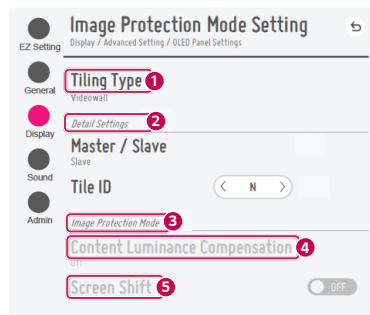 Image Protection Mode Setting
Display / Advanced Setting / OLED Panel Settings
EZ Setting
General
Display
Sound
Admin
Tiling Type 1
Videowall
Detail Settings 2
Master / Slave
Slave
Tile ID
< N >
Image Protection Mode 3
Content Luminance Compensation 4
Off
Screen Shift 5
OFF